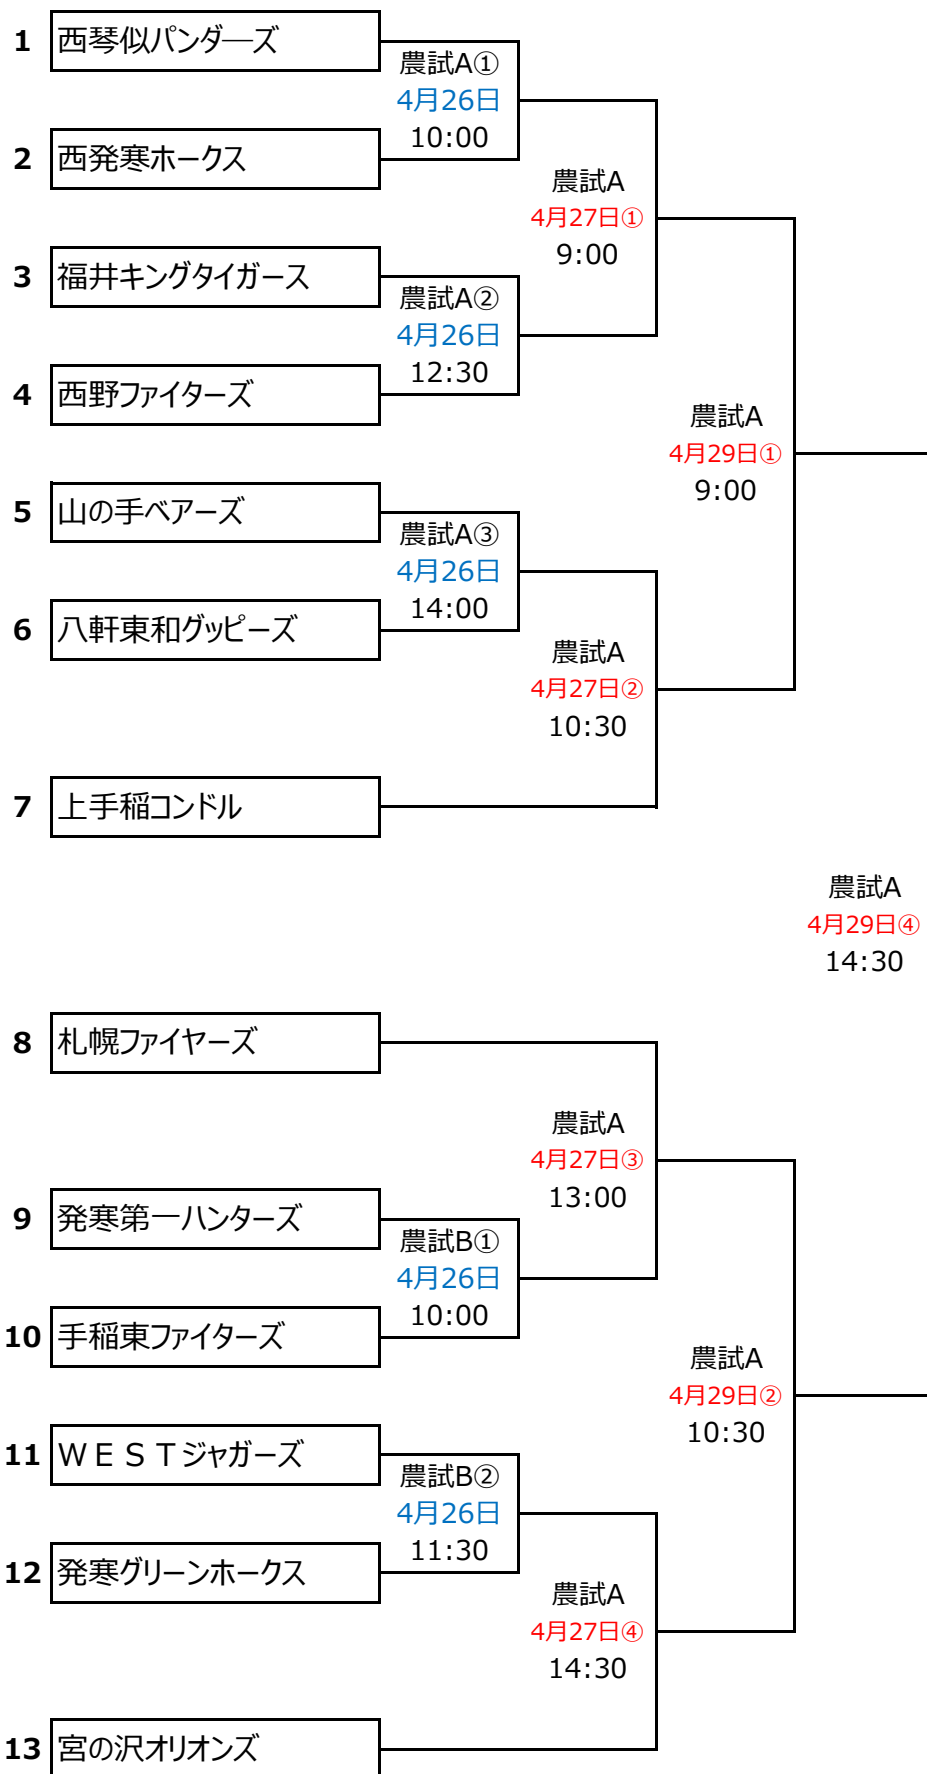 1 西琴似パンダーズ
農試A①
4月26日
10:00
2 西発寒ホークス
農試A
4月27日①
9:00
3 福井キングタイガース
農試A②
4月26日
12:30
4 西野ファイターズ
農試A
4月29日①
9:00
5 山の手ベアーズ
農試A③
4月26日
14:00
6 八軒東和グッピーズ
農試A
4月27日②
10:30
7 上手稲コンドル
農試A
4月29日④
14:30
8 札幌ファイヤーズ
農試A
4月27日③
13:00
9 発寒第一ハンターズ
農試B①
4月26日
10:00
10 手稲東ファイターズ
農試A
4月29日②
10:30
11 ＷＥＳＴジャガーズ
農試B②
4月26日
11:30
12 発寒グリーンホークス
農試A
4月27日④
14:30
13 宮の沢オリオンズ